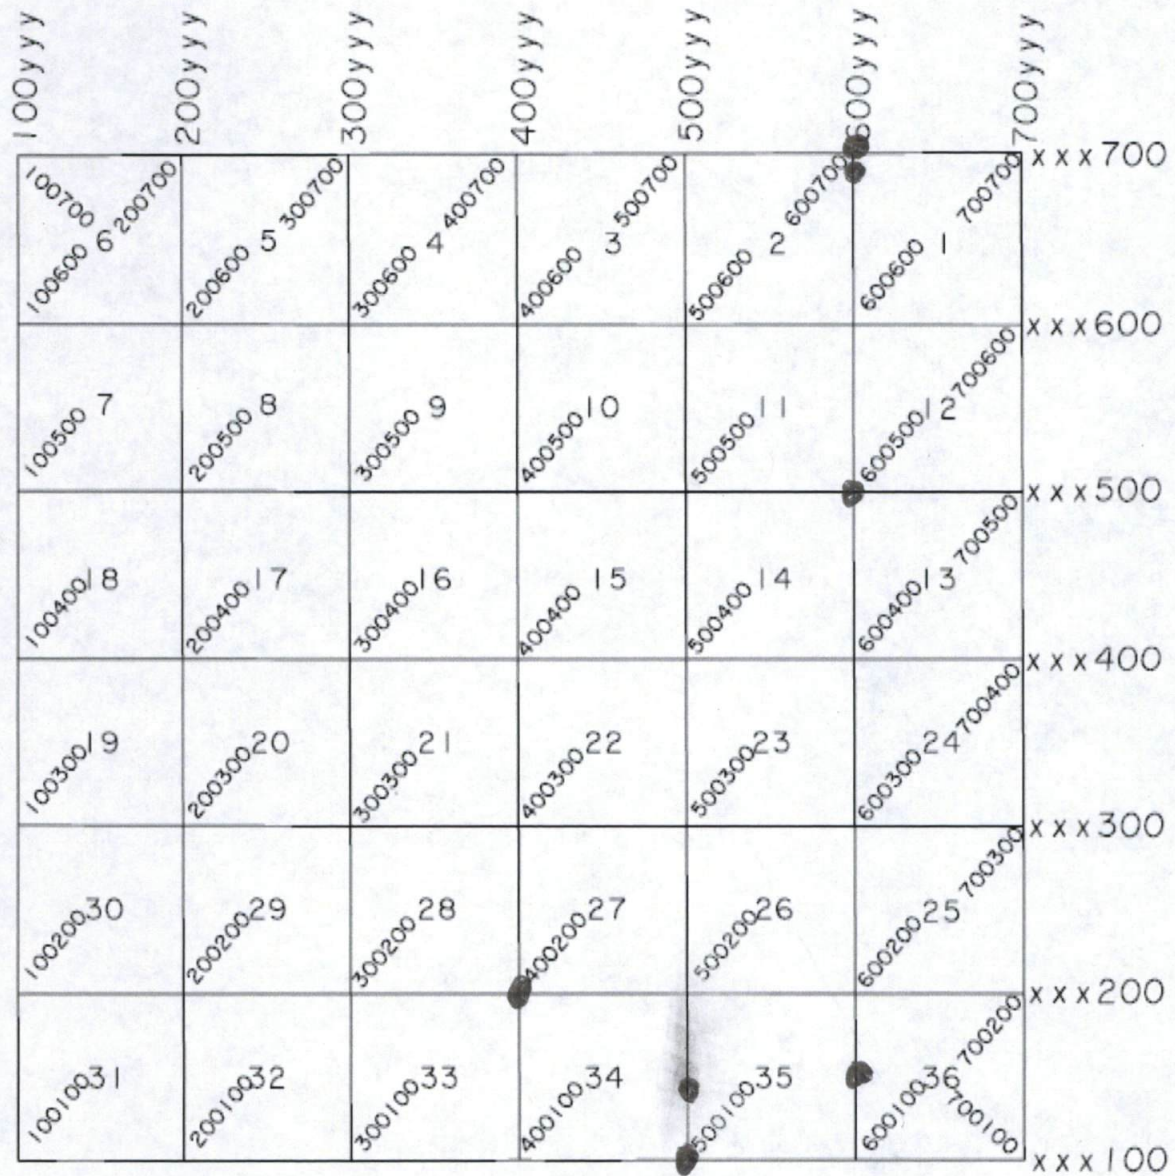 100yyy 200yyy 300yyy 400yyy 500yyy 600yyy 700yyy
100700 200700 300700 400700 500700 600700 700700 xxx700
6 5 4 3 2 1
100600 200600 300600 400600 500600 600600 700600 xxx600
7 8 9 10 11 12
100500 200500 300500 400500 500500 600500 700500 xxx500
18 17 16 15 14 13
100400 200400 300400 400400 500400 600400 700400 xxx400
19 20 21 22 23 24
100300 200300 300300 400300 500300 600300 700300 xxx300
30 29 28 27 26 25
100200 200200 300200 400200 500200 600200 700200 xxx200
31 32 33 34 35 36
100100 200100 300100 400100 500100 600100 700100 xxx100